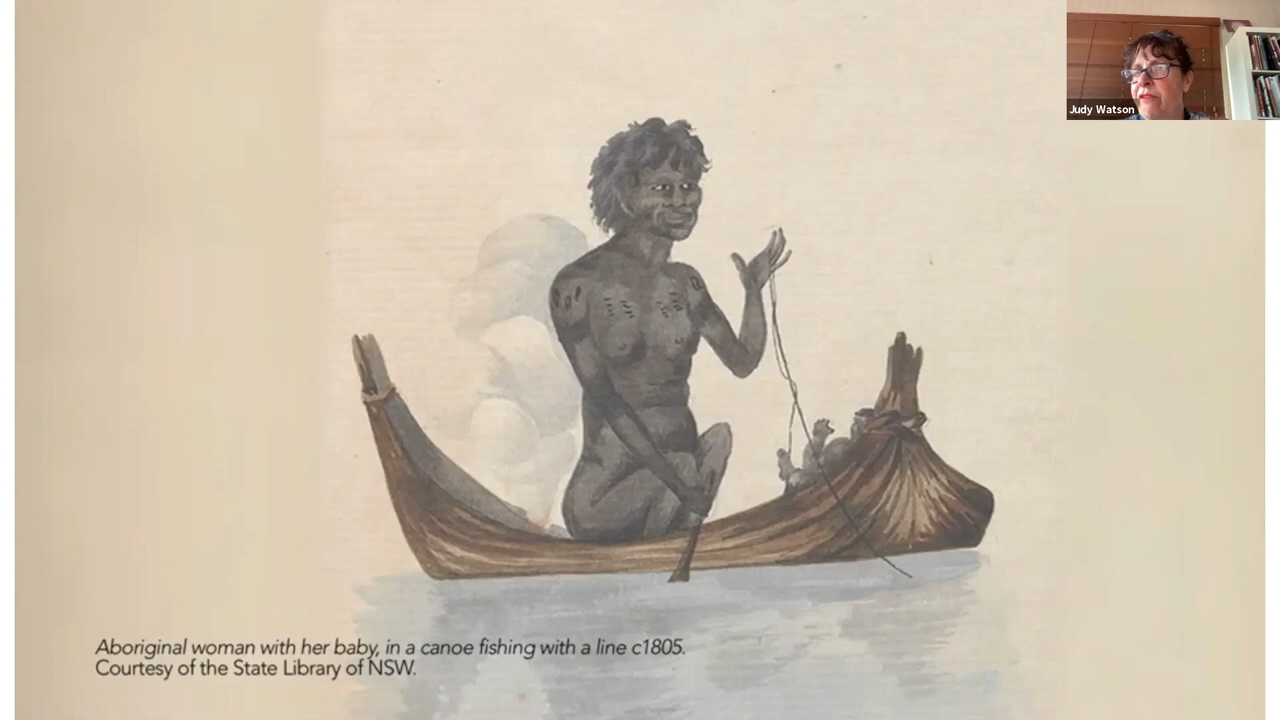 Judy Watson
Aboriginal woman with her baby, in a canoe fishing with a line c1805.
Courtesy of the State Library of NSW.